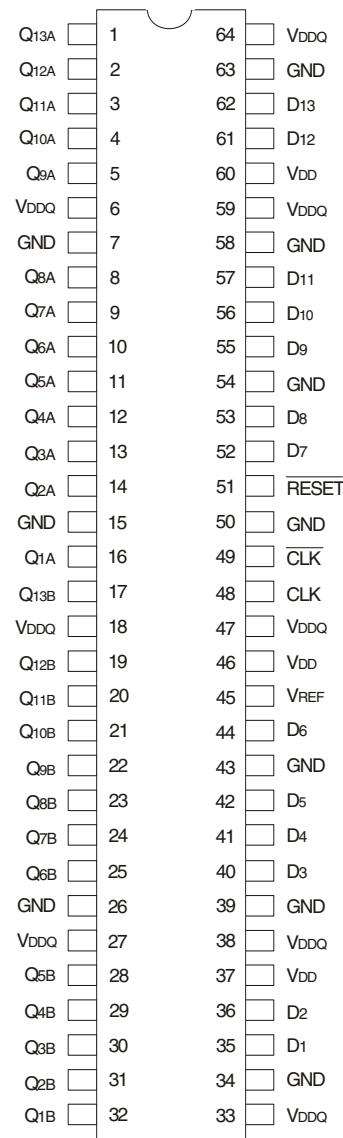 Q13A 1 64 VDDQ
Q12A 2 63 GND
Q11A 3 62 D13
Q10A 4 61 D12
Q9A 5 60 VDD
VDDQ 6 59 VDDQ
GND 7 58 GND
Q8A 8 57 D11
Q7A 9 56 D10
Q6A 10 55 D9
Q5A 11 54 GND
Q4A 12 53 D8
Q3A 13 52 D7
Q2A 14 51 RESET
GND 15 50 GND
Q1A 16 49 CLK
Q13B 17 48 CLK
VDDQ 18 47 VDDQ
Q12B 19 46 VDD
Q11B 20 45 VREF
Q10B 21 44 D6
Q9B 22 43 GND
Q8B 23 42 D5
Q7B 24 41 D4
Q6B 25 40 D3
GND 26 39 GND
VDDQ 27 38 VDDQ
Q5B 28 37 VDD
Q4B 29 36 D2
Q3B 30 35 D1
Q2B 31 34 GND
Q1B 32 33 VDDQ